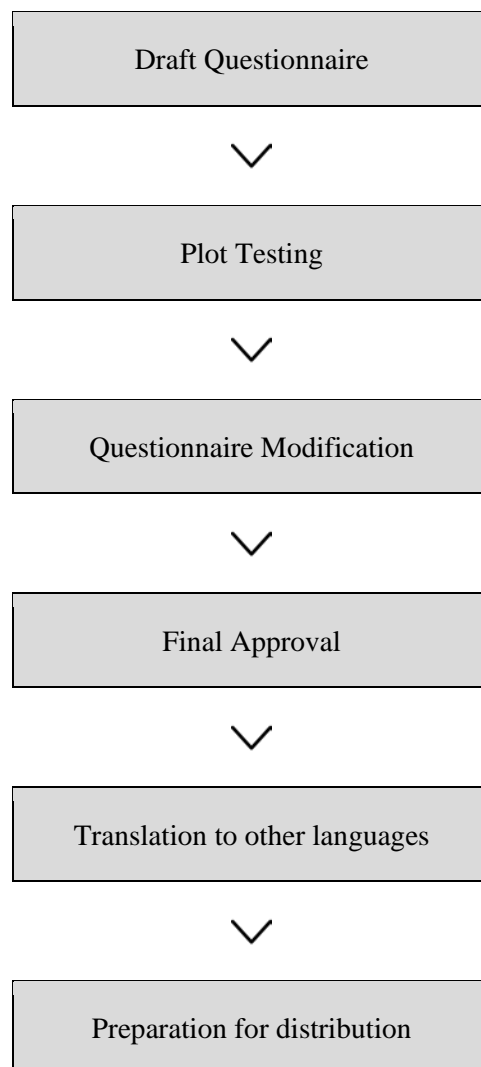 Draft Questionnaire
Plot Testing
Questionnaire Modification
Final Approval
Translation to other languages
Preparation for distribution